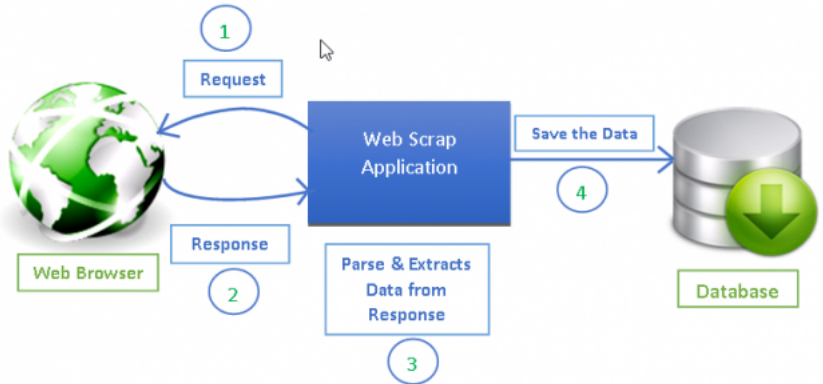 1
Request
Web Scrap
Application
Save the Data
4
Response
2
Web Browser
Parse & Extracts
Data from
Response
3
Database